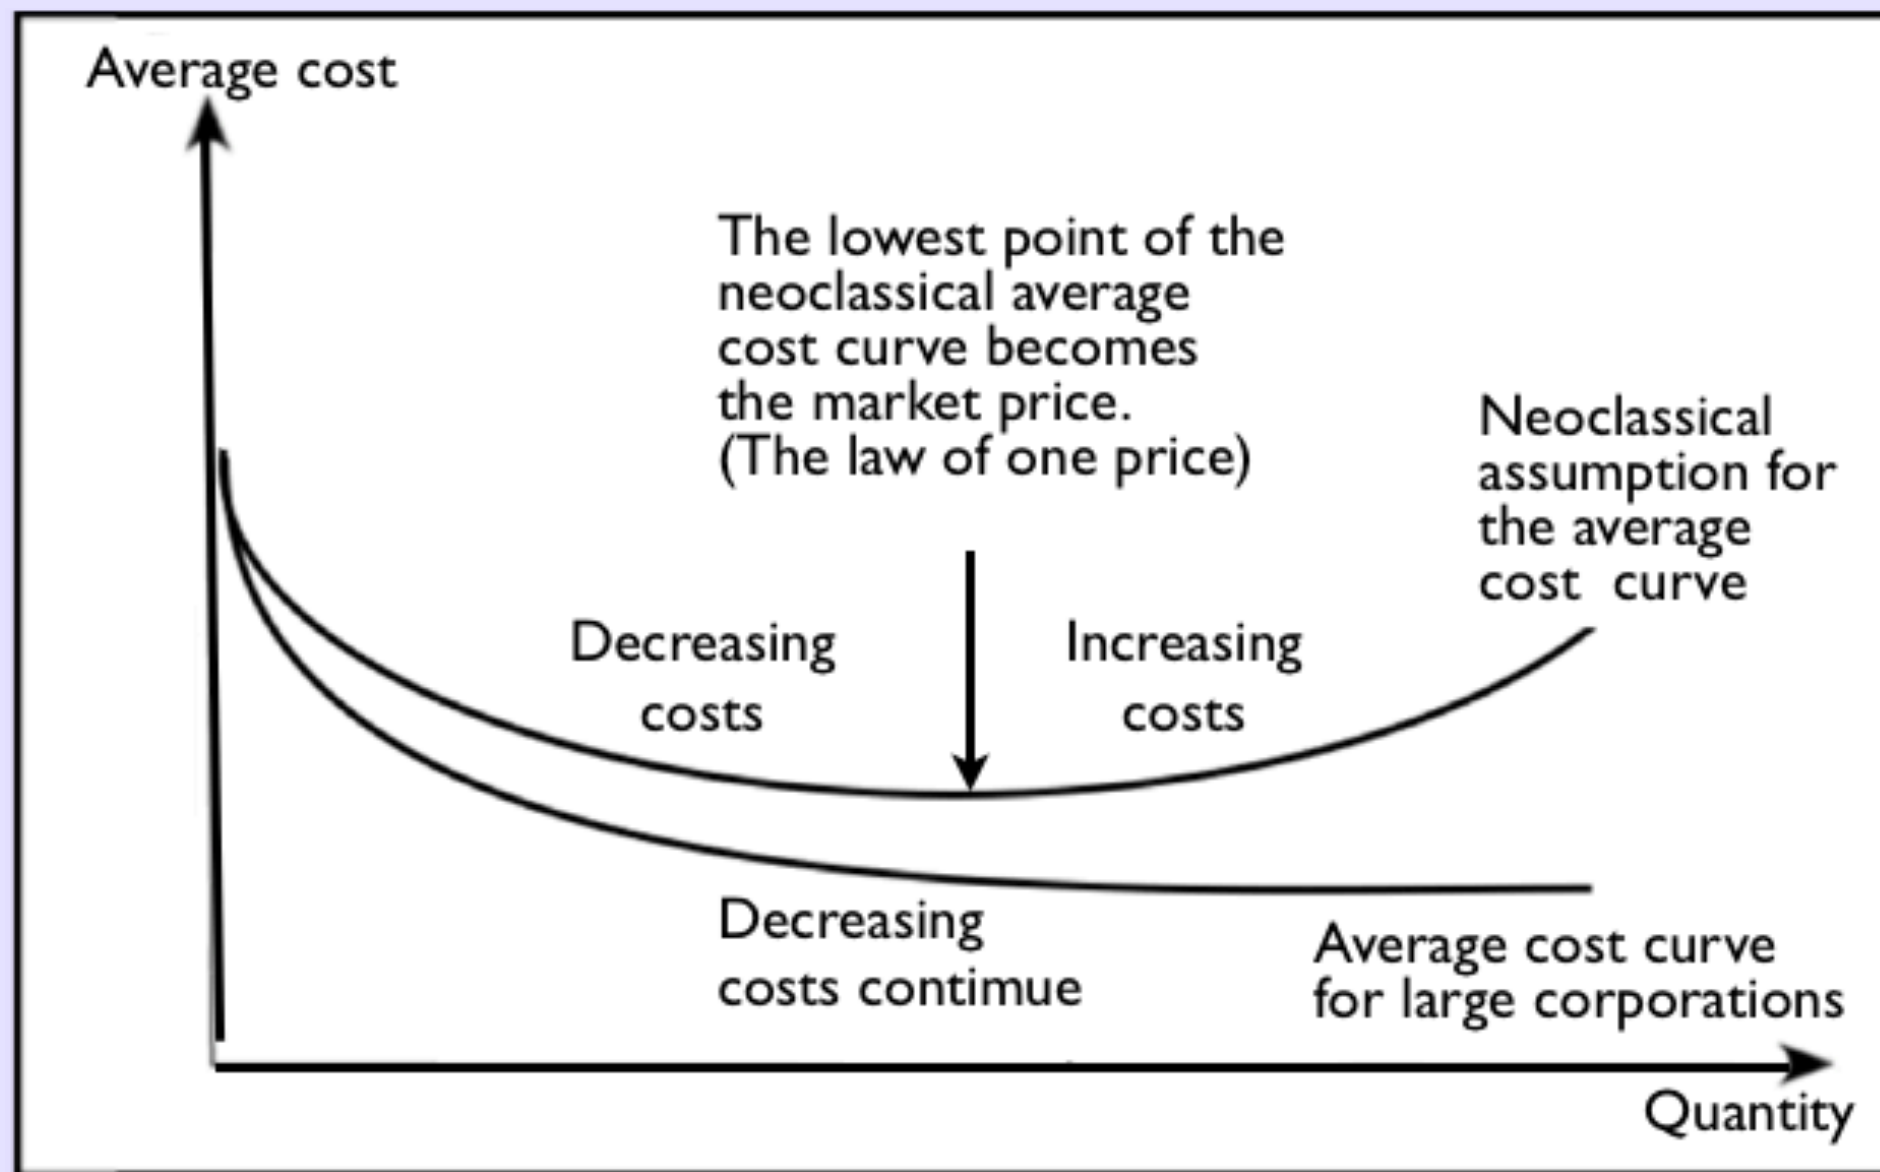 Average cost
The lowest point of the
neoclassical average
cost curve becomes
the market price.
(The law of one price)
Neoclassical
assumption for
the average
cost curve
Decreasing
costs
Increasing
costs
Decreasing
costs contimue
Average cost curve
for large corporations
Quantity